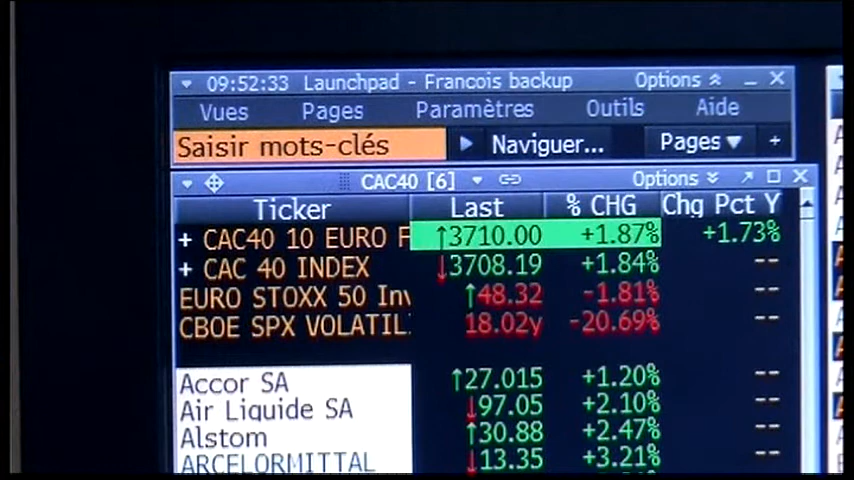 09:52:33 Launchpad - Francois backup Options
Vues Pages Paramètres Outils Aide
Saisir mots-clés Naviguer... Pages +
CAC40 [6] Options
Ticker Last % CHG Chg Pct Y
+ CAC40 10 EURO F ↑3710.00 +1.87% +1.73%
+ CAC 40 INDEX ↓3708.19 +1.84% --
EURO STOXX 50 Inv ↑48.32 -1.81% --
CBOE SPX VOLATIL 18.02y -20.69% --
Accor SA ↑27.015 +1.20% --
Air Liquide SA ↓97.05 +2.10% --
Alstom ↑30.88 +2.47% --
ARCELORMITTAL ↓13.35 +3.21% --